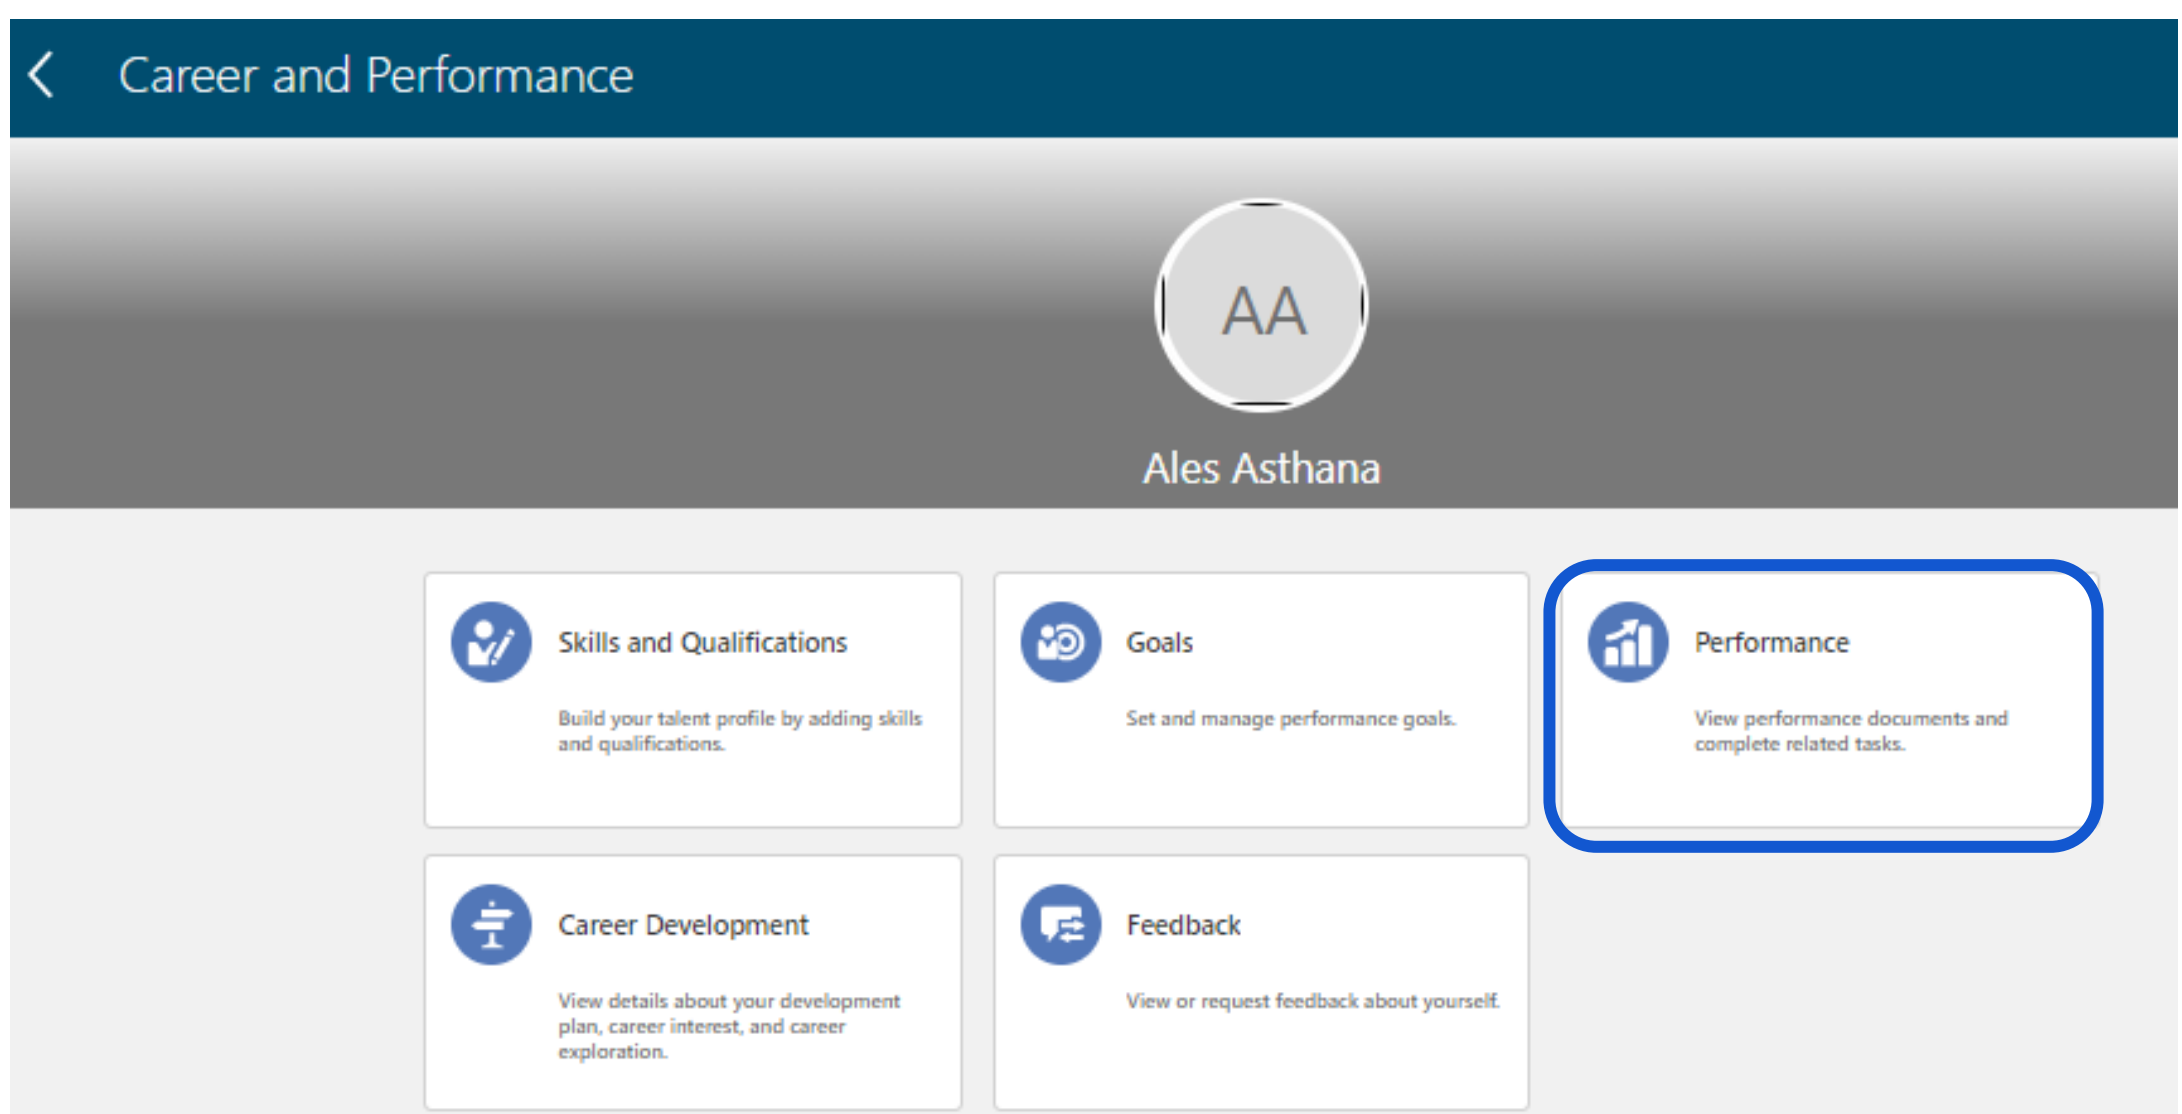 Career and Performance
AA
Ales Asthana
Skills and Qualifications
Build your talent profile by adding skills
and qualifications.
Goals
Set and manage performance goals.
Performance
View performance documents and
complete related tasks.
Career Development
View details about your development
plan, career interest, and career
exploration.
Feedback
View or request feedback about yourself.